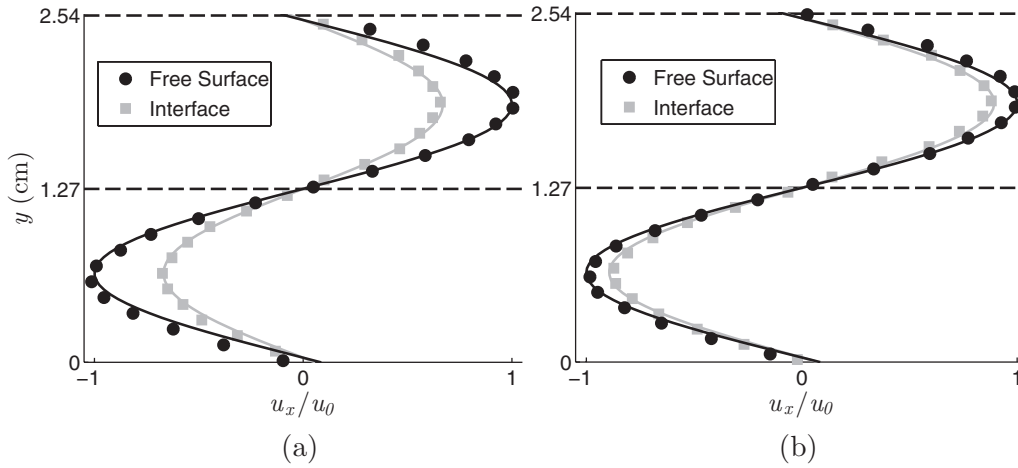 2.54
Free Surface
Interface
1.27
y (cm)
0
−1
0
1
u_x/u_0
(a)
2.54
Free Surface
Interface
1.27
0
−1
0
1
u_x/u_0
(b)